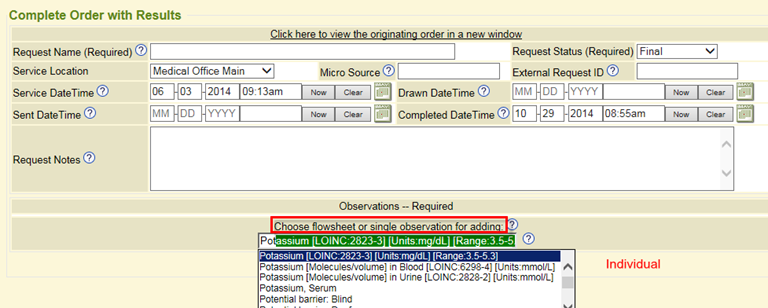 Complete Order with Results
Click here to view the originating order in a new window
Request Name (Required) ? Request Status (Required) ? Final
Service Location Medical Office Main Micro Source ? External Request ID ?
Service DateTime ? 06 - 03 - 2014 09:13am Now Clear Drawn DateTime ? MM - DD - YYYY Now Clear
Sent DateTime ? MM - DD - YYYY Now Clear Completed DateTime ? 10 - 29 - 2014 08:55am Now Clear
Request Notes ?
Observations -- Required
Choose flowsheet or single observation for adding: ?
Potassium [LOINC:2823-3] [Units:mg/dL] [Range:3.5-5 ?
Potassium [LOINC:2823-3] [Units:mg/dL] [Range:3.5-5.3]
Potassium [Molecules/volume] in Blood [LOINC:6298-4] [Units:mmol/L] Individual
Potassium [Molecules/volume] in Urine [LOINC:2828-2] [Units:mmol/L]
Potassium, Serum
Potential barrier: Blind